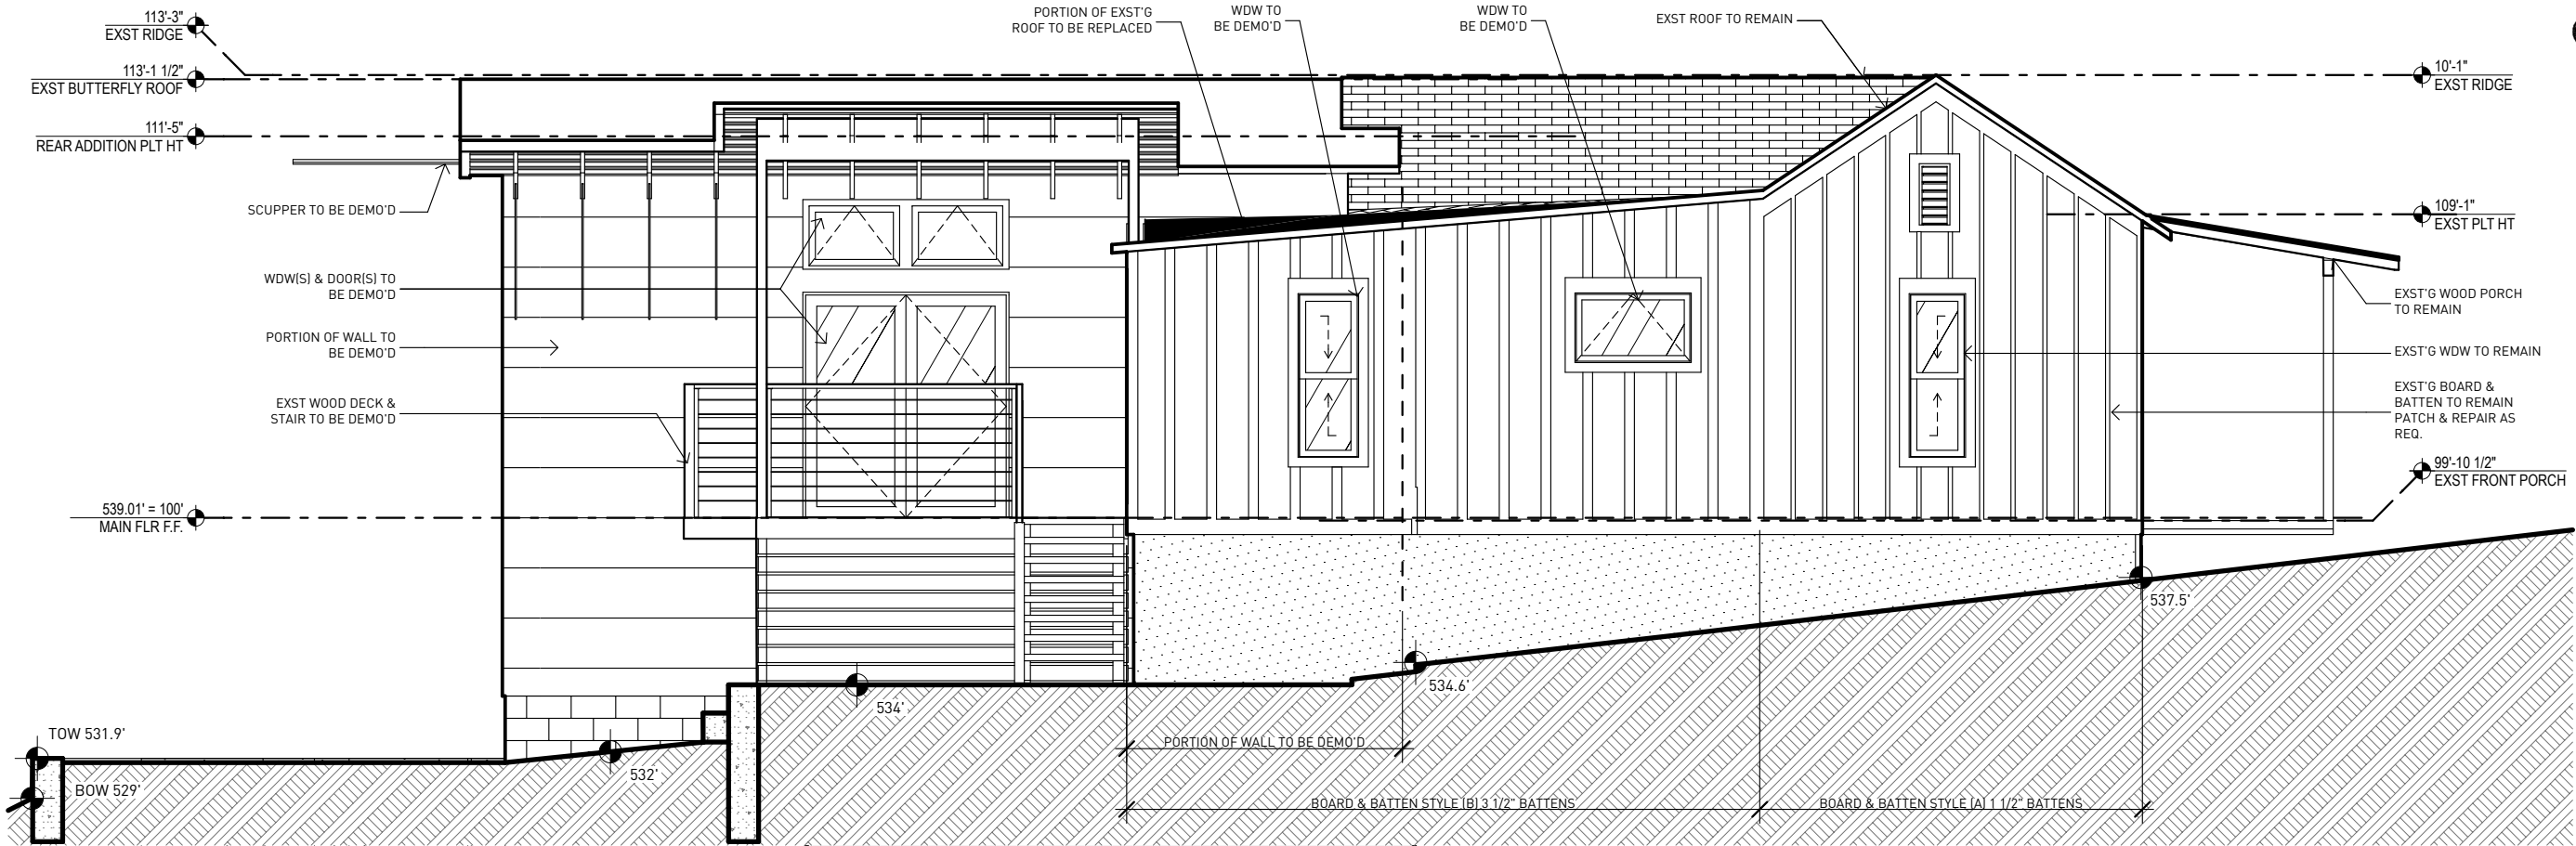 113'-3"
EXST RIDGE
113'-1 1/2"
EXST BUTTERFLY ROOF
111'-5"
REAR ADDITION PLT HT
SCUPPER TO BE DEMO'D
WDW(S) & DOOR(S) TO
BE DEMO'D
PORTION OF WALL TO
BE DEMO'D
EXST WOOD DECK &
STAIR TO BE DEMO'D
539.01' = 100'
MAIN FLR F.F.
TOW 531.9'
BOW 529'
PORTION OF EXST'G
ROOF TO BE REPLACED
WDW TO
BE DEMO'D
WDW TO
BE DEMO'D
EXST ROOF TO REMAIN
10'-1"
EXST RIDGE
109'-1"
EXST PLT HT
EXST'G WOOD PORCH
TO REMAIN
EXST'G WDW TO REMAIN
EXST'G BOARD &
BATTEN TO REMAIN
PATCH & REPAIR AS
REQ.
99'-10 1/2"
EXST FRONT PORCH
537.5'
534.6'
534'
532'
PORTION OF WALL TO BE DEMO'D
BOARD & BATTEN STYLE (B) 3 1/2" BATTENS
BOARD & BATTEN STYLE (A) 1 1/2" BATTENS